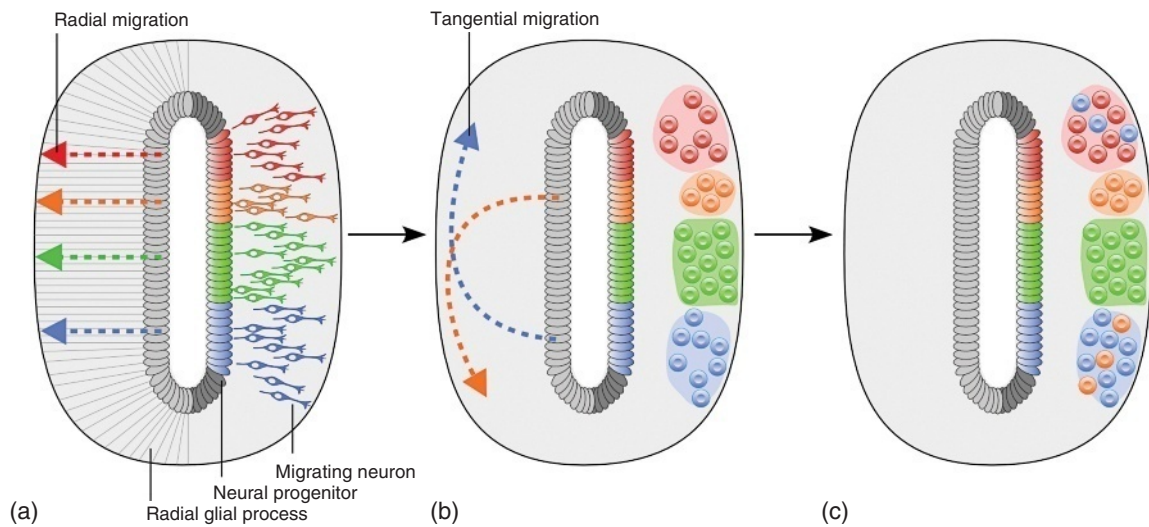 Radial migration
Tangential migration
Migrating neuron
Neural progenitor
Radial glial process
(a)
(b)
(c)